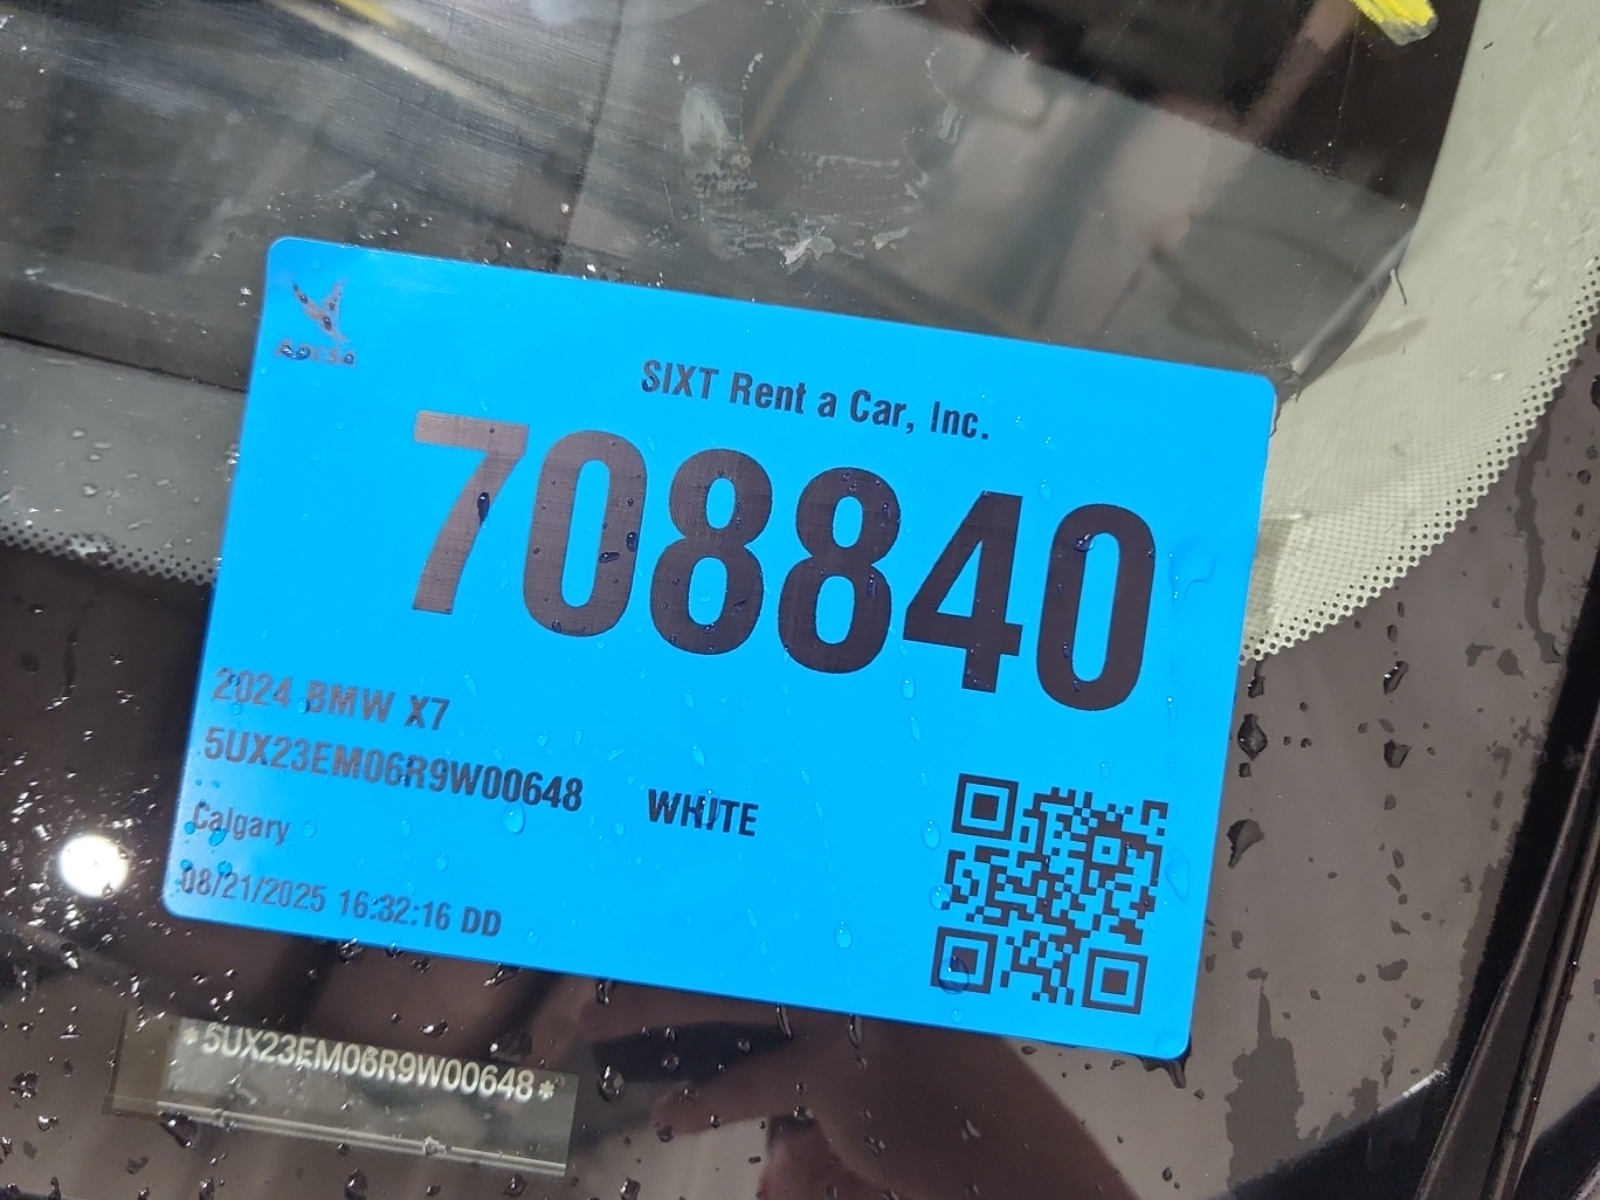 ADESA
SIXT Rent a Car, Inc.
708840
2024 BMW X7
5UX23EM06R9W00648 WHITE
Calgary
08/21/2025 16:32:16 DD
*5UX23EM06R9W00648*